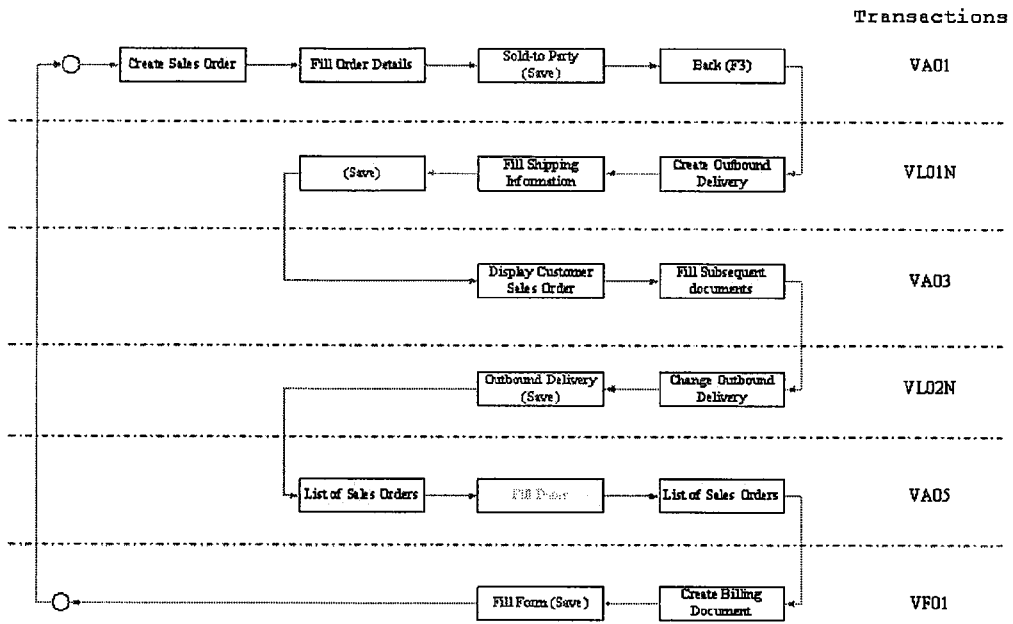 Transactions
Create Sales Order
Fill Order Details
Sold-to Party
(Save)
Back (F3)
VA01
(Save)
Fill Shipping
Information
Create Outbound
Delivery
VL01N
Display Customer
Sales Order
Fill Subsequent
documents
VA03
Outbound Delivery
(Save)
Change Outbound
Delivery
VL02N
List of Sales Orders
Fill
List of Sales Orders
VA05
Fill Form (Save)
Create Billing
Document
VF01